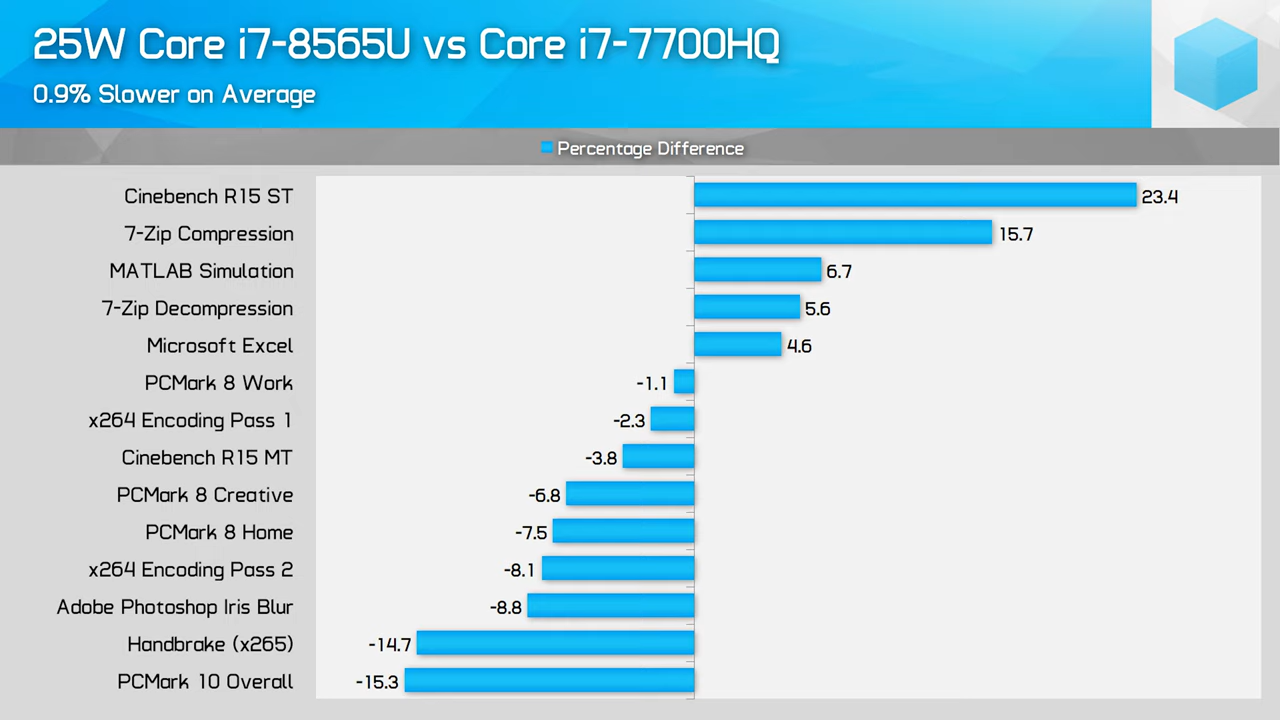 25W Core i7-8565U vs Core i7-7700HQ
0.9% Slower on Average
Percentage Difference
Cinebench R15 ST 23.4
7-Zip Compression 15.7
MATLAB Simulation 6.7
7-Zip Decompression 5.6
Microsoft Excel 4.6
PCMark 8 Work -1.1
x264 Encoding Pass 1 -2.3
Cinebench R15 MT -3.8
PCMark 8 Creative -6.8
PCMark 8 Home -7.5
x264 Encoding Pass 2 -8.1
Adobe Photoshop Iris Blur -8.8
Handbrake (x265) -14.7
PCMark 10 Overall -15.3